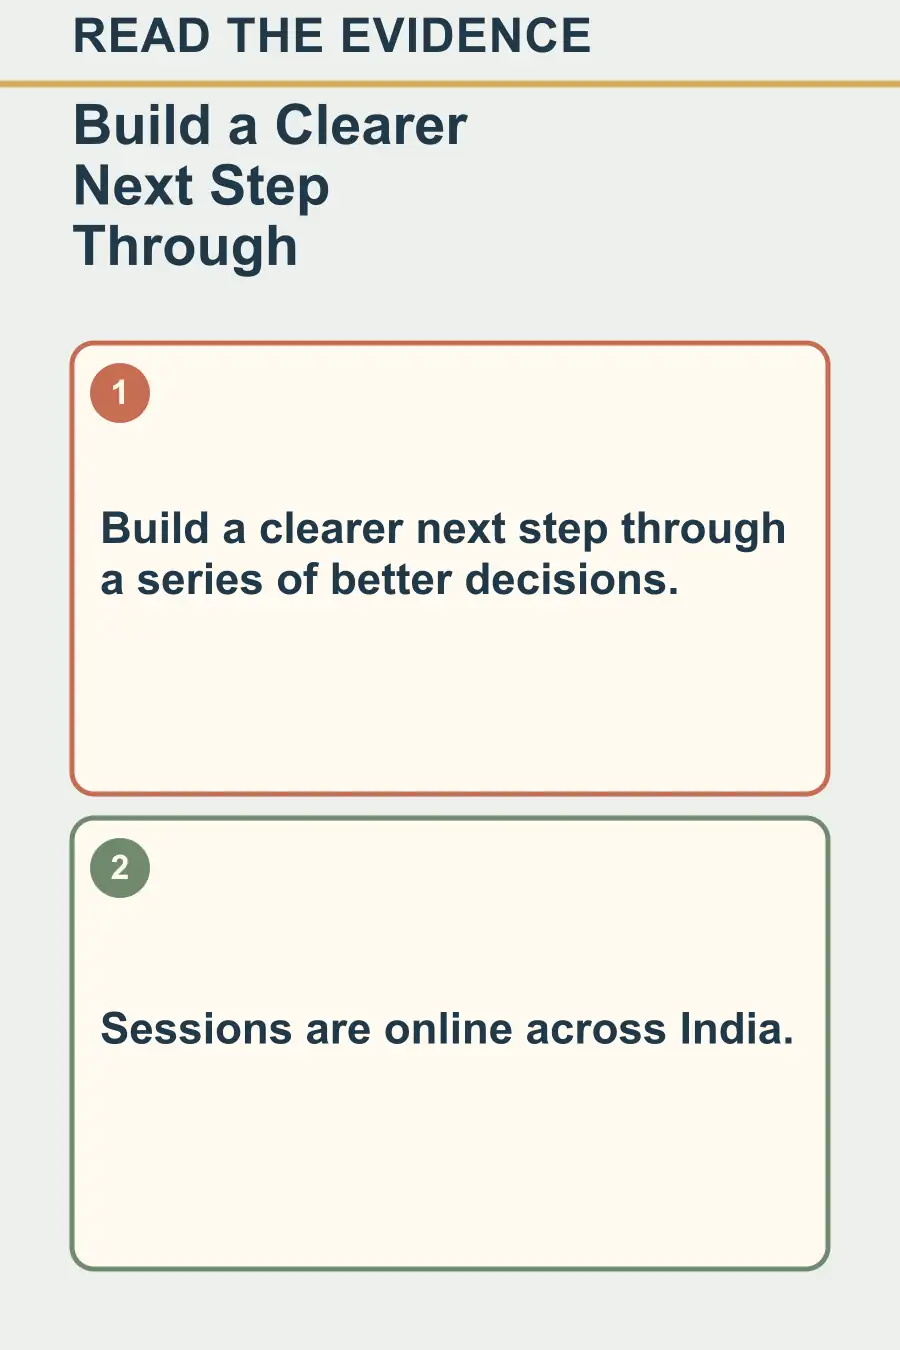 READ THE EVIDENCE
Build a Clearer
Next Step
Through
1
Build a clearer next step through
a series of better decisions.
2
Sessions are online across India.